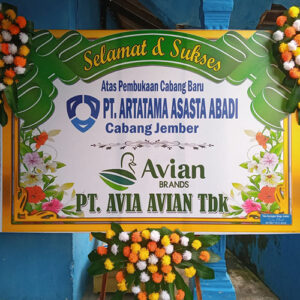 Selamat & Sukses
Atas Pembukaan Cabang Baru
PT. ARTATAMA ASASTA ABADI
Cabang Jember
Avian
BRANDS
PT. AVIA AVIAN Tbk